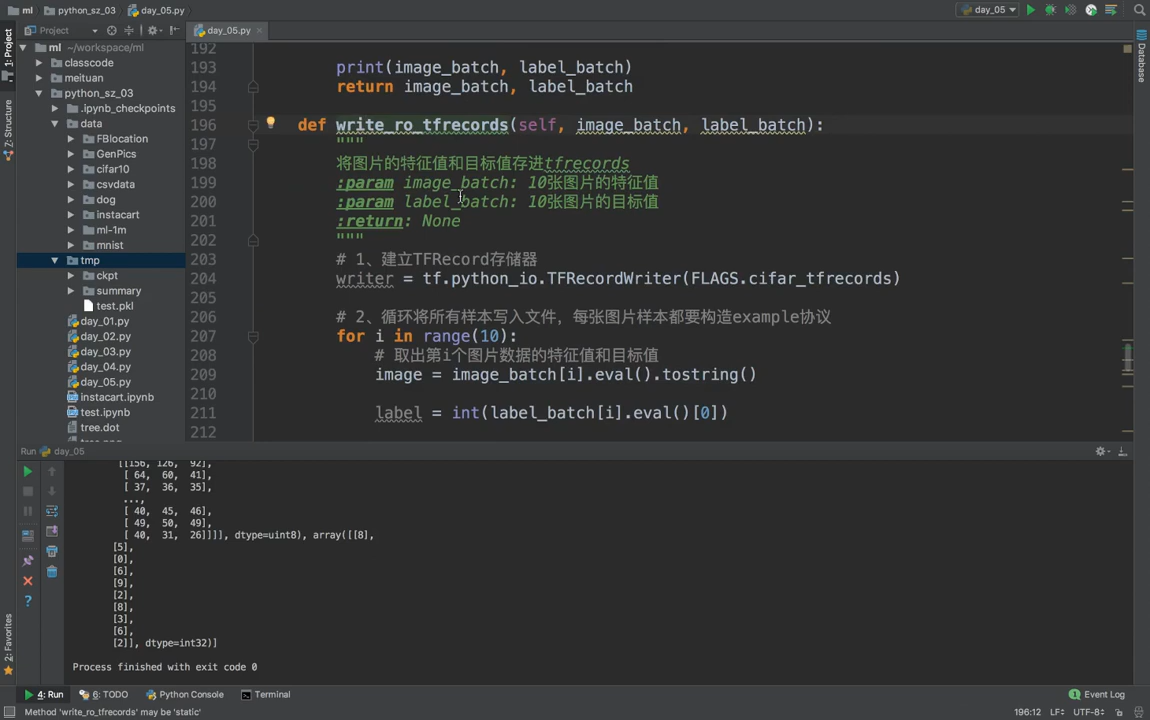 ml
python_sz_03
day_05.py
day_05
Project
day_05.py
1: Project
7: Structure
2: Favorites
Database
ml ~/workspace/ml
classcode
meituan
python_sz_03
.ipynb_checkpoints
data
FBlocation
GenPics
cifar10
csvdata
dog
instacart
ml-1m
mnist
tmp
ckpt
summary
test.pkl
day_01.py
day_02.py
day_03.py
day_04.py
day_05.py
instacart.ipynb
test.ipynb
tree.dot
192
193 print(image_batch, label_batch)
194 return image_batch, label_batch
195
196 def write_ro_tfrecords(self, image_batch, label_batch):
197 """
198 将图片的特征值和目标值存进tfrecords
199 :param image_batch: 10张图片的特征值
200 :param label_batch: 10张图片的目标值
201 :return: None
202 """
203 # 1、建立TFRecord存储器
204 writer = tf.python_io.TFRecordWriter(FLAGS.cifar_tfrecords)
205
206 # 2、循环将所有样本写入文件，每张图片样本都要构造example协议
207 for i in range(10):
208 # 取出第i个图片数据的特征值和目标值
209 image = image_batch[i].eval().tostring()
210
211 label = int(label_batch[i].eval()[0])
212
Run day_05
[[156, 126, 92],
[ 64, 60, 41],
[ 37, 36, 35],
...,
[ 40, 45, 46],
[ 49, 50, 49],
[ 40, 31, 26]]]], dtype=uint8), array([[8],
[5],
[0],
[6],
[9],
[2],
[8],
[3],
[6],
[2]], dtype=int32)]
Process finished with exit code 0
4: Run
6: TODO
Python Console
Terminal
1 Event Log
Method 'write_ro_tfrecords' may be 'static'
196:12 LF÷ UTF-8÷